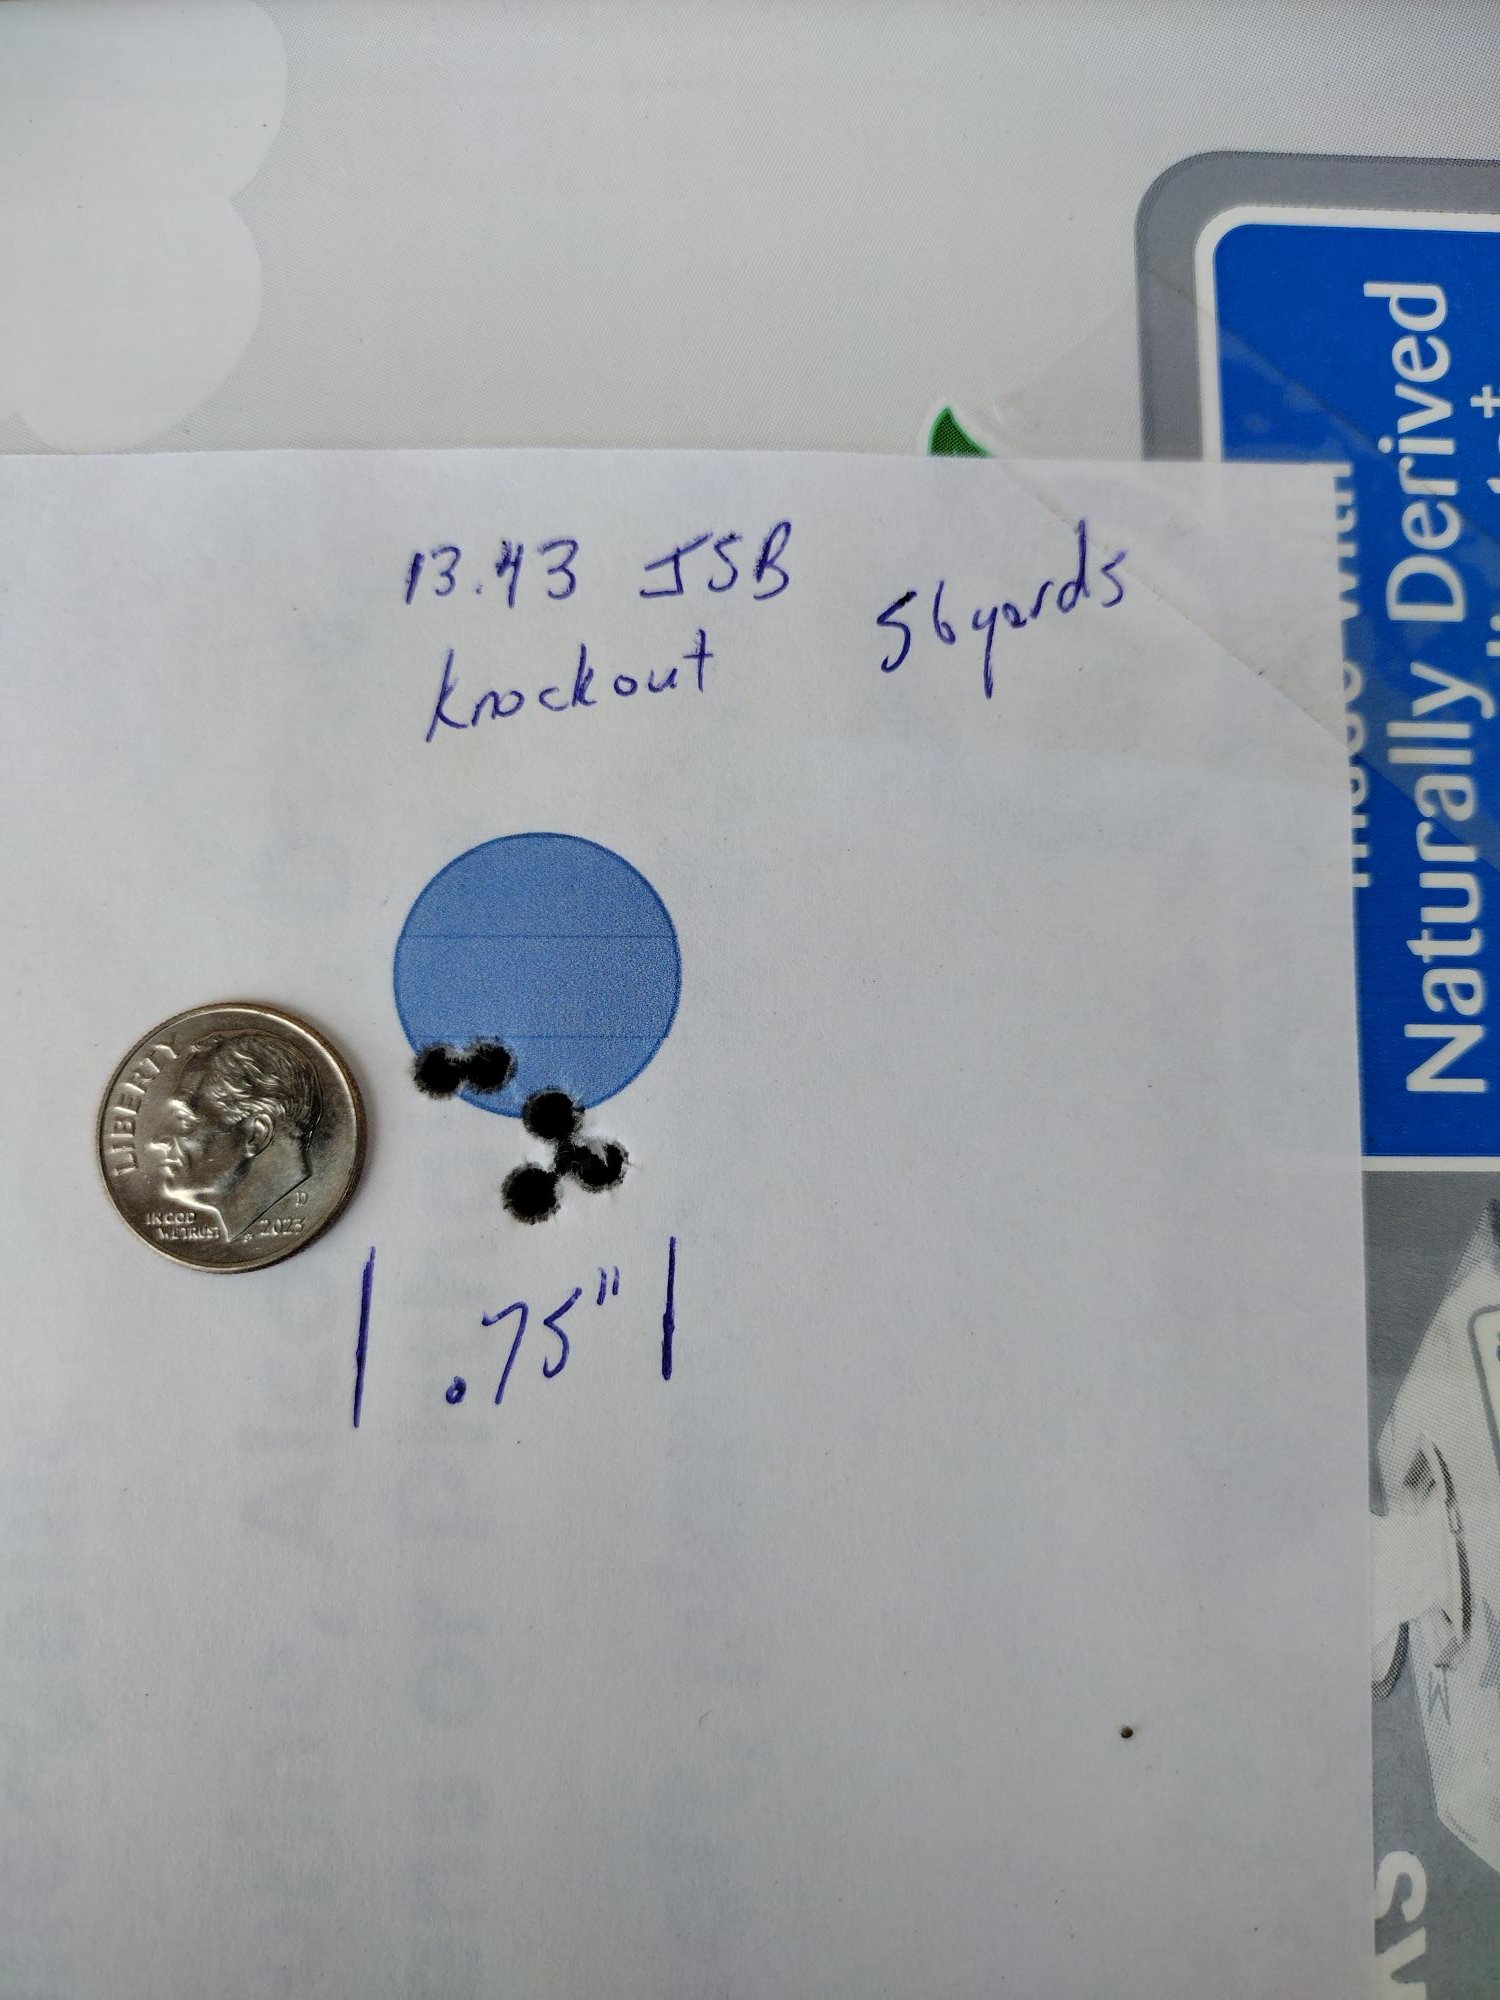 13.43 JSB
Knockout
56yards
LIBERTY
IN GOD
WE TRUST
D
2023
.75"
Naturally Derived